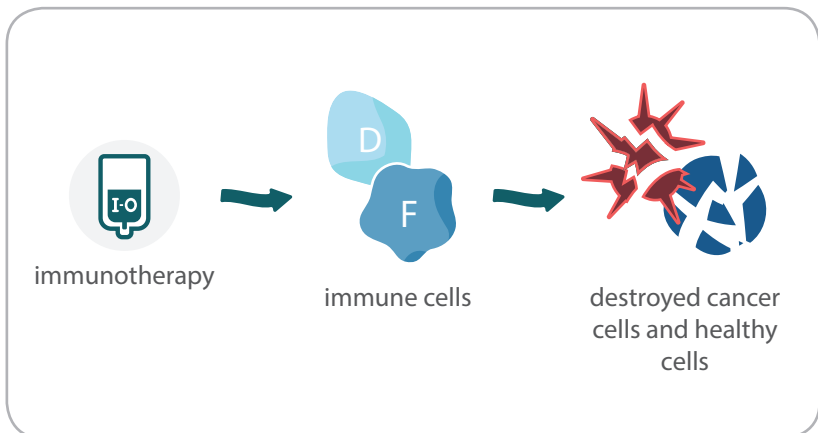 I-O
immunotherapy
D
F
immune cells
destroyed cancer
cells and healthy
cells